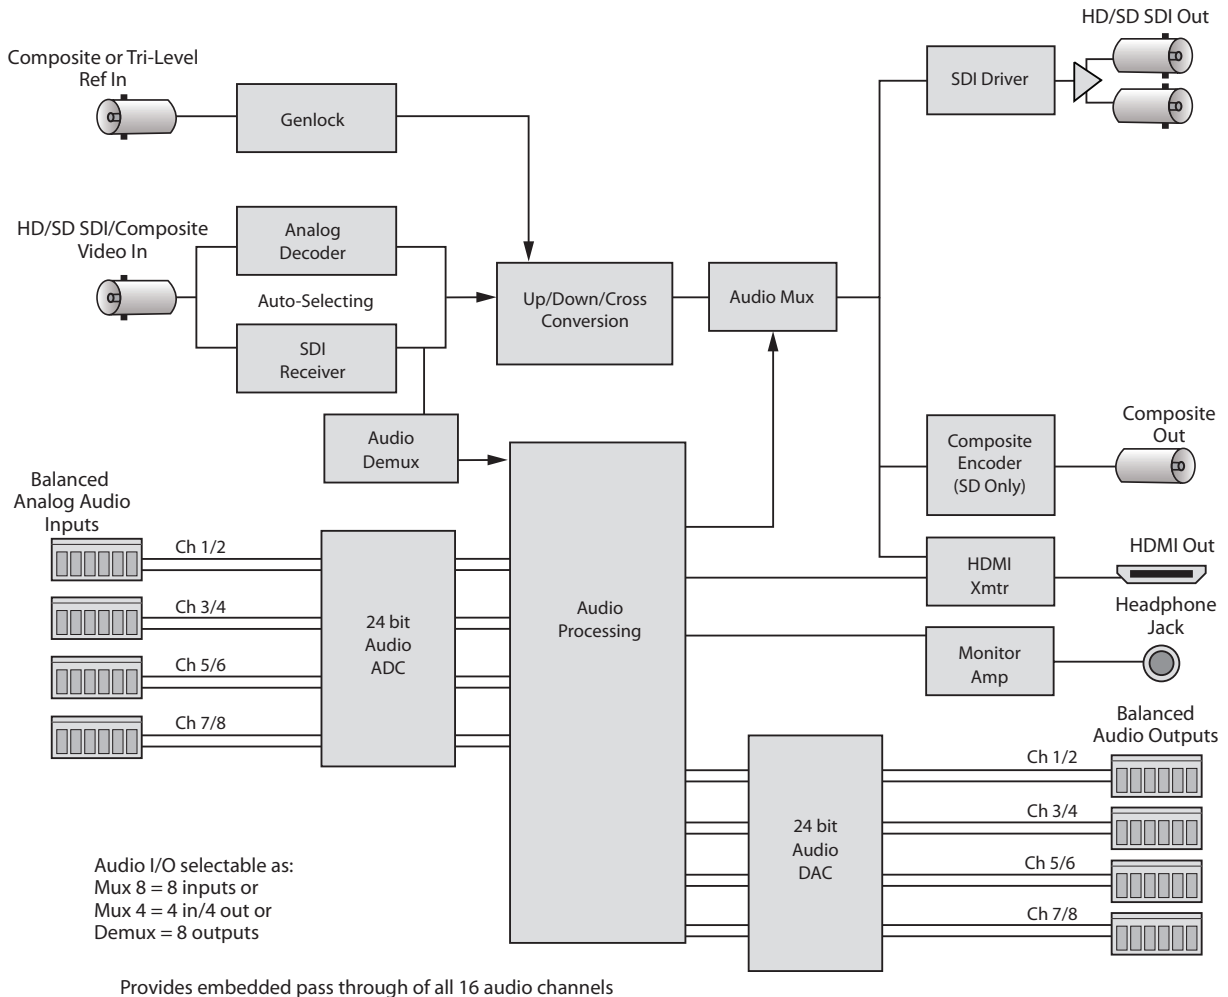 HD/SD SDI Out
Composite or Tri-Level
Ref In
SDI Driver
Genlock
HD/SD SDI/Composite
Video In
Analog
Decoder
Auto-Selecting
Up/Down/Cross
Conversion
Audio Mux
SDI
Receiver
Composite
Out
Audio
Demux
Composite
Encoder
(SD Only)
Balanced
Analog Audio
Inputs
Ch 1/2
Ch 3/4
Ch 5/6
Ch 7/8
24 bit
Audio
ADC
Audio
Processing
HDMI
Xmtr
HDMI Out
Headphone
Jack
Monitor
Amp
Balanced
Audio Outputs
Ch 1/2
Ch 3/4
Ch 5/6
Ch 7/8
24 bit
Audio
DAC
Audio I/O selectable as:
Mux 8 = 8 inputs or
Mux 4 = 4 in/4 out or
Demux = 8 outputs
Provides embedded pass through of all 16 audio channels